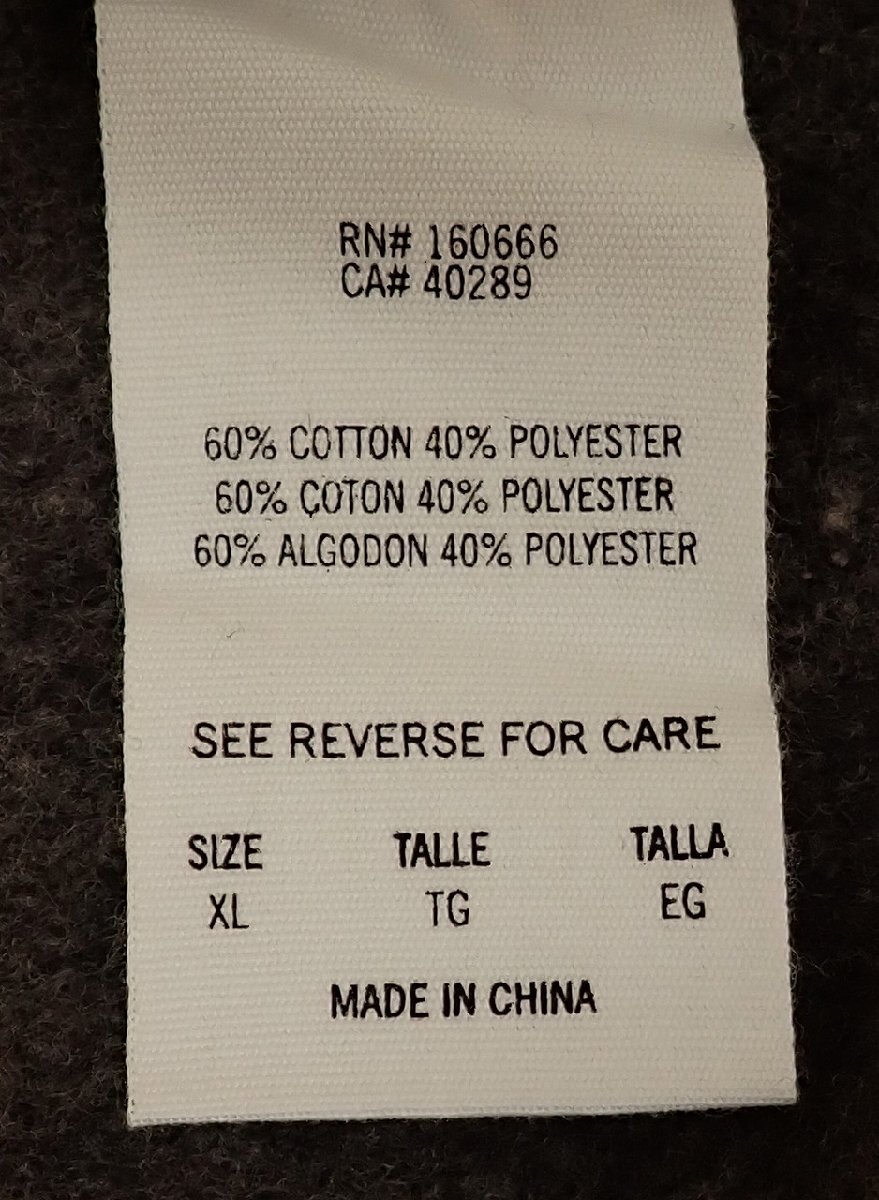 RN# 160666
CA# 40289
60% COTTON 40% POLYESTER
60% COTON 40% POLYESTER
60% ALGODON 40% POLYESTER
SEE REVERSE FOR CARE
SIZE TALLE TALLA
XL TG EG
MADE IN CHINA